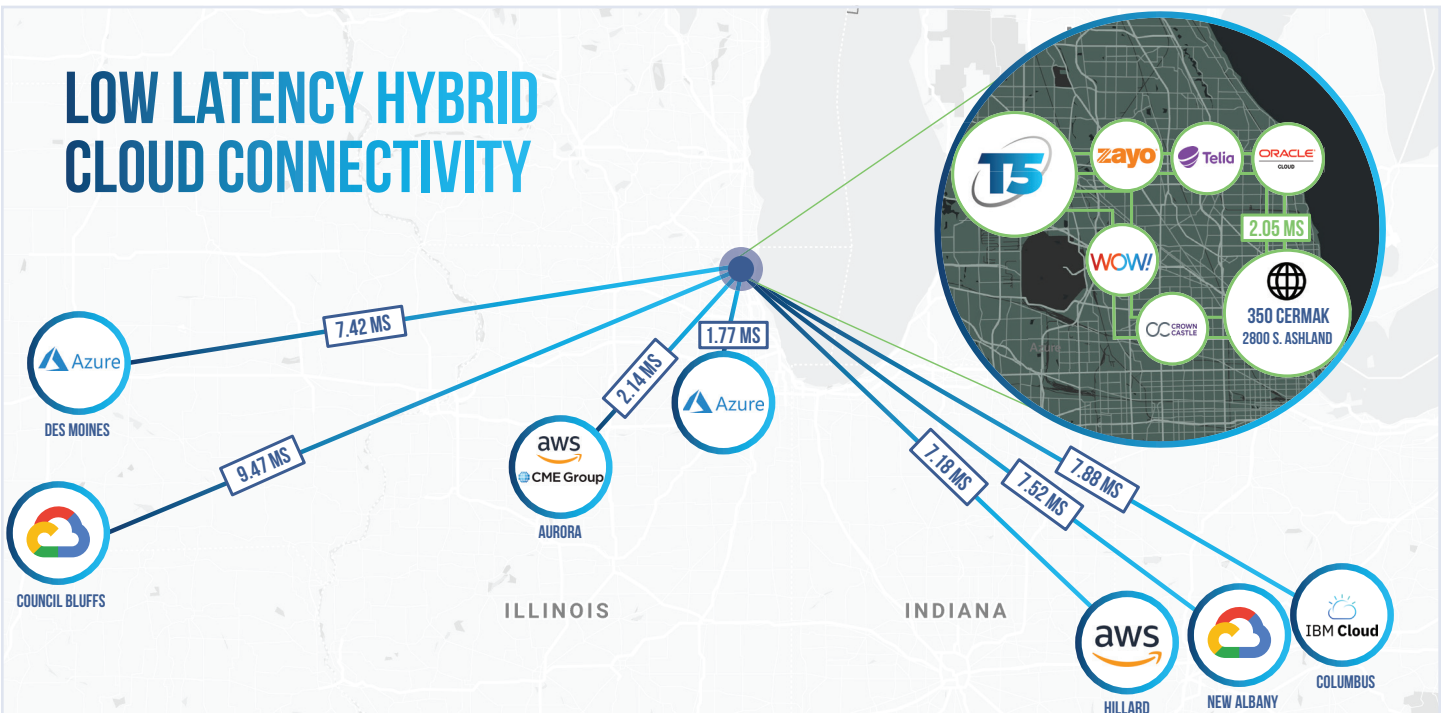 LOW LATENCY HYBRID
CLOUD CONNECTIVITY
T5
zayo
Telia
ORACLE
CLOUD
2.05 MS
WOW!
CROWN
CASTLE
350 CERMAK
2800 S. ASHLAND
Azure
7.42 MS
Azure
DES MOINES
9.47 MS
COUNCIL BLUFFS
2.14 MS
aws
CME Group
AURORA
1.77 MS
Azure
7.18 MS
7.52 MS
7.88 MS
ILLINOIS
INDIANA
aws
HILLARD
NEW ALBANY
IBM Cloud
COLUMBUS